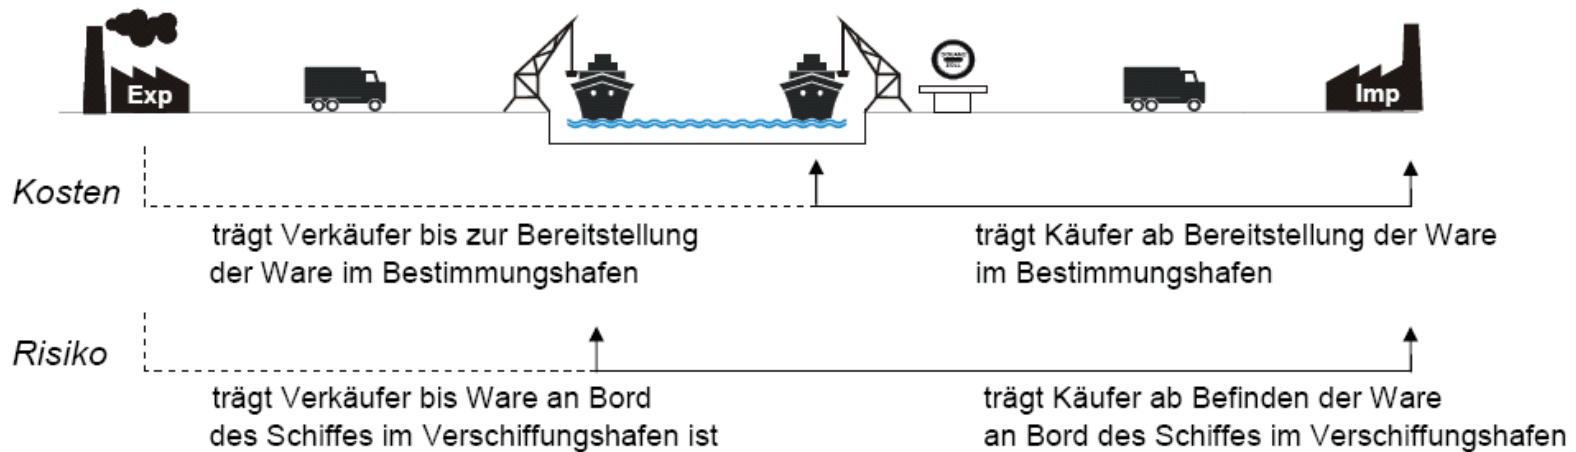 Exp
Imp
Kosten
trägt Verkäufer bis zur Bereitstellung
der Ware im Bestimmungshafen
trägt Käufer ab Bereitstellung der Ware
im Bestimmungshafen
Risiko
trägt Verkäufer bis Ware an Bord
des Schiffes im Verschiffungshafen ist
trägt Käufer ab Befinden der Ware
an Bord des Schiffes im Verschiffungshafen